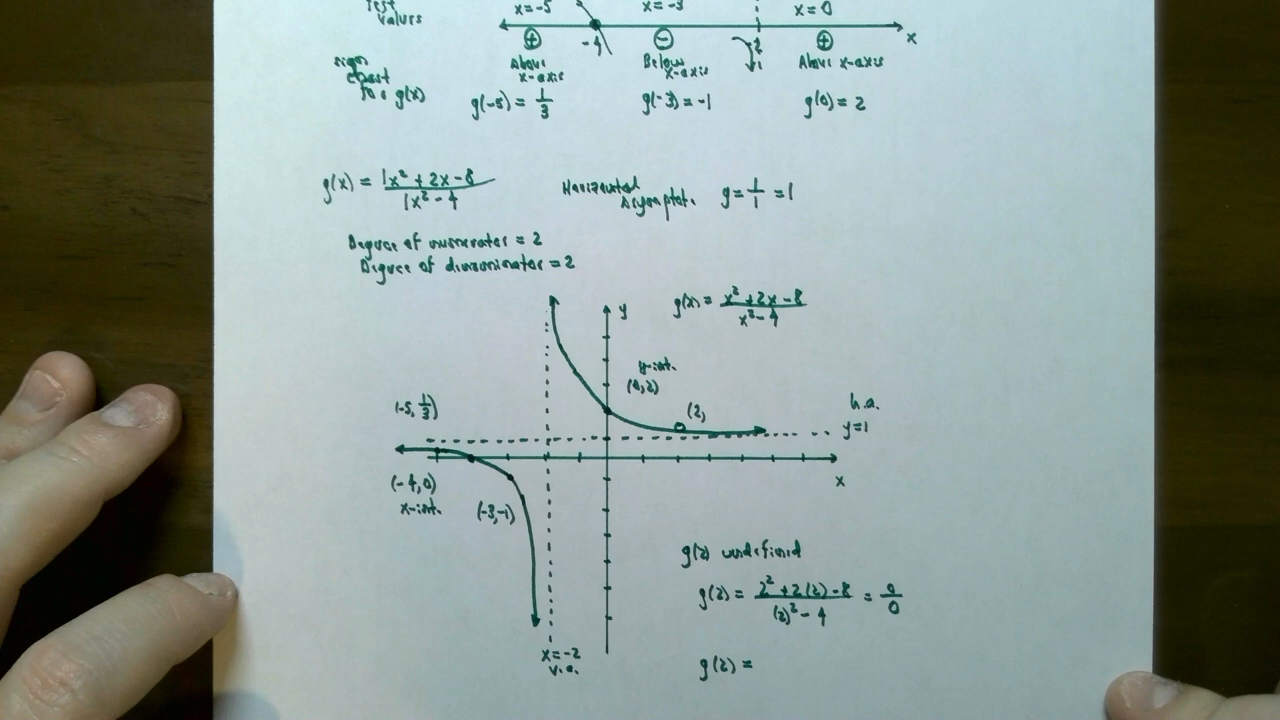 Test x=-5 x=-3 x=0
values
-4 -2 x
⊕ ⊖ ⊕
sign Above Below Above x-axis
chart x-axis x-axis
for g(x) g(-5) = 1/3 g(-3) = -1 g(0) = 2
g(x) = (1x² + 2x - 8)/(1x² - 4) Horizontal Asymptote y = 1/1 = 1
Degree of numerator = 2
Degree of denominator = 2
y g(x) = (x² + 2x - 8)/(x² - 4)
y-int.
(0,2)
(-5, 1/3) (2, h.a.
y=1
(-4,0) x
x-int. (-3,-1)
g(2) undefined
g(2) = (2² + 2(2) - 8)/((2)² - 4) = 0/0
x=-2
v.a. g(2) =